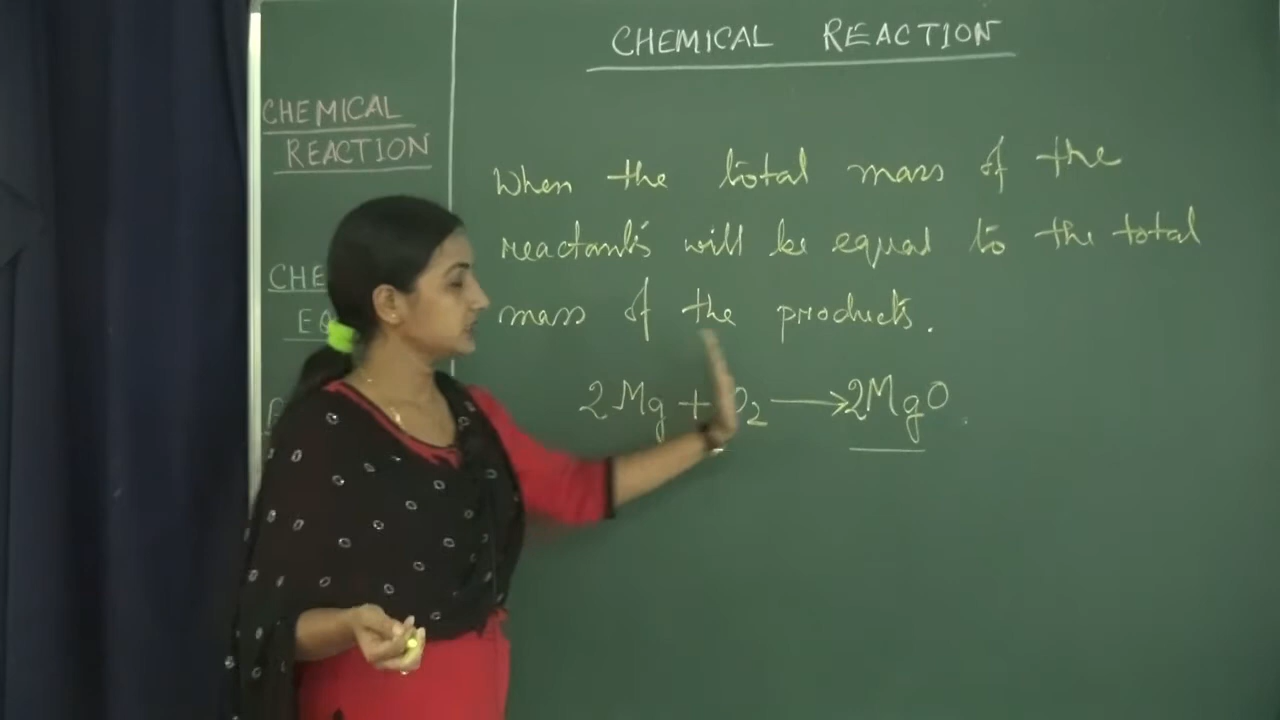 CHEMICAL REACTION
CHEMICAL
REACTION
CHE
When the total mass of the
reactants will be equal to the total
mass of the products.
2Mg + O₂ ⟶ 2MgO